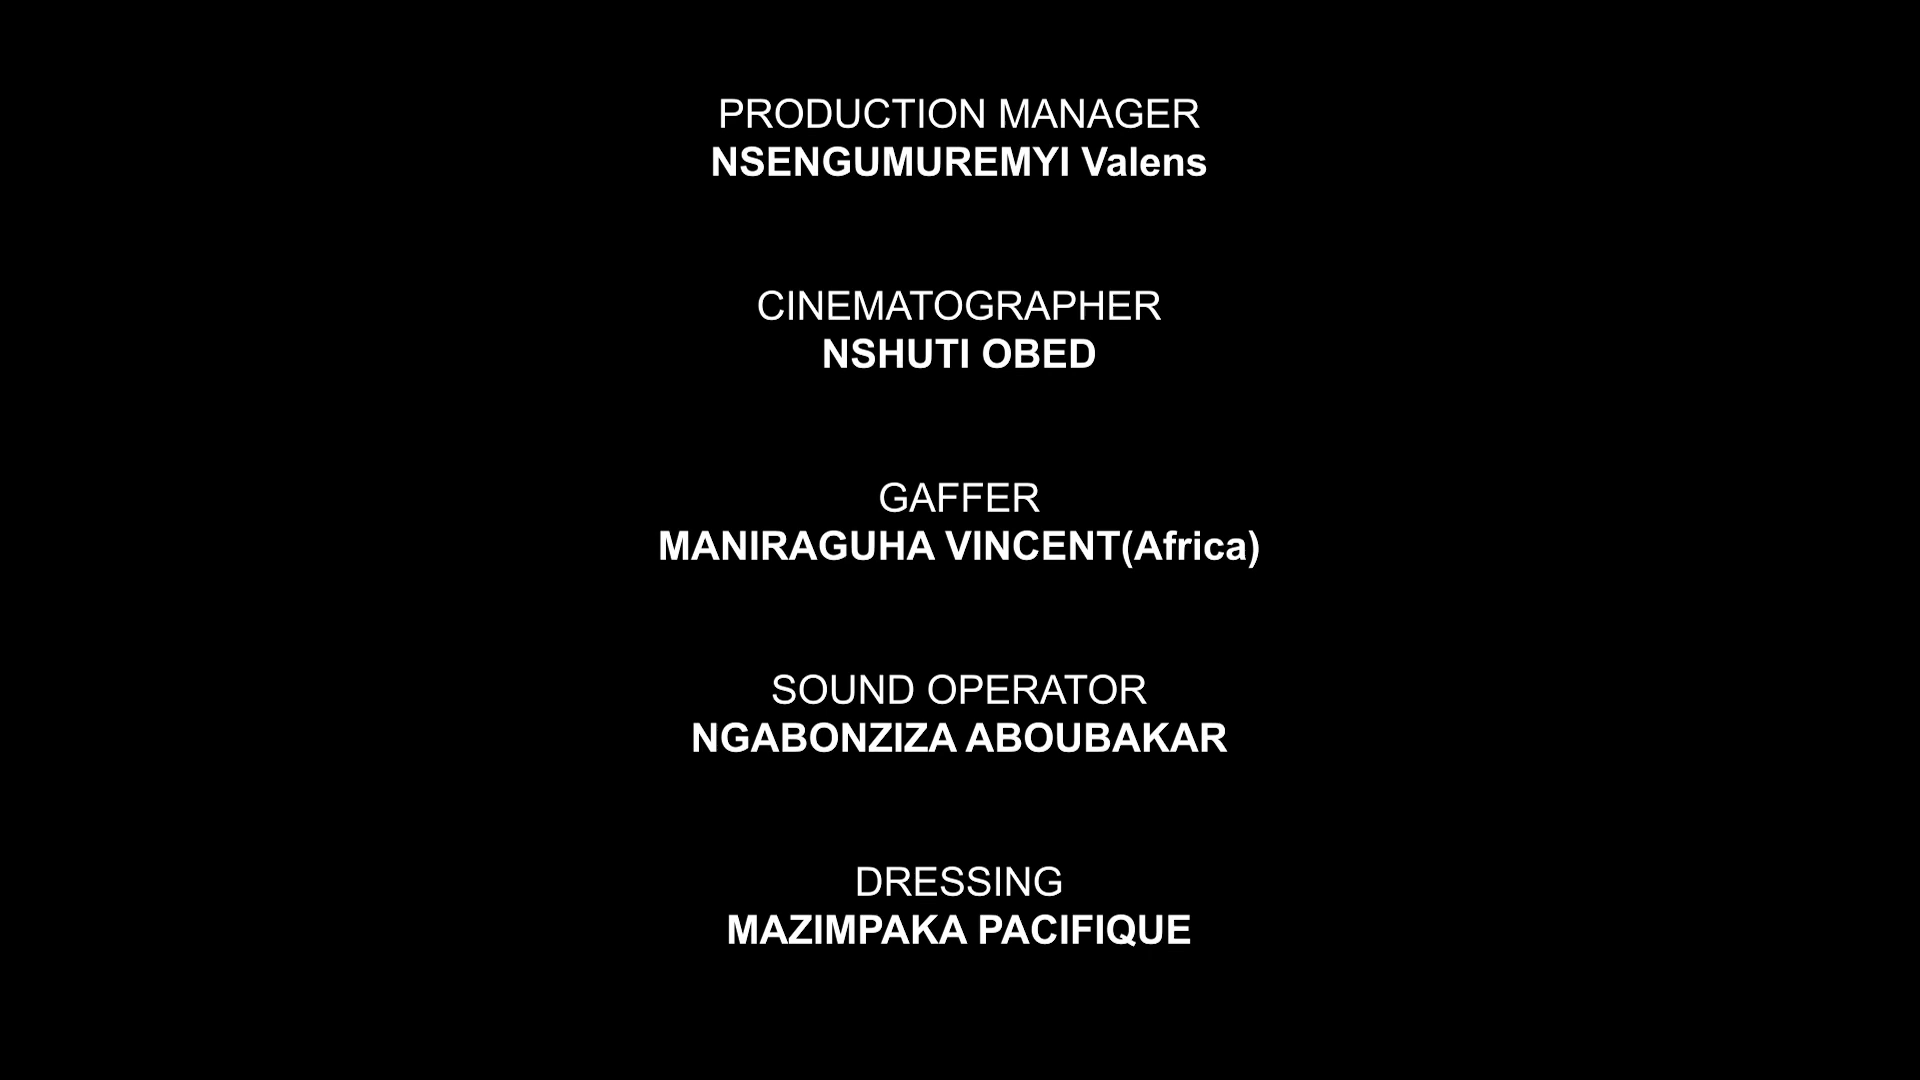 PRODUCTION MANAGER
NSENGUMUREMYI Valens
CINEMATOGRAPHER
NSHUTI OBED
GAFFER
MANIRAGUHA VINCENT(Africa)
SOUND OPERATOR
NGABONZIZA ABOUBAKAR
DRESSING
MAZIMPAKA PACIFIQUE